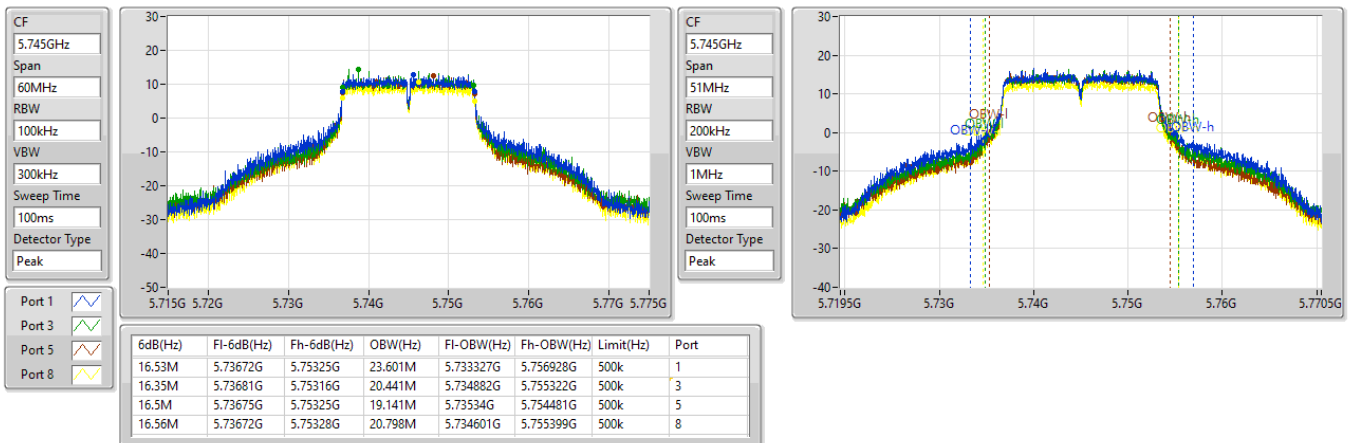 CF
5.745GHz
Span
60MHz
RBW
100kHz
VBW
300kHz
Sweep Time
100ms
Detector Type
Peak
30-
20-
10-
0-
-10-
-20-
-30-
-40-
-50-
5.715G 5.72G 5.73G 5.74G 5.75G 5.76G 5.77G 5.775G
CF
5.745GHz
Span
51MHz
RBW
200kHz
VBW
1MHz
Sweep Time
100ms
Detector Type
Peak
30-
20-
10-
0-
-10-
-20-
-30-
-40-
OBW-l
OBW-h
5.7195G 5.73G 5.74G 5.75G 5.76G 5.7705G
Port 1
Port 3
Port 5
Port 8
6dB(Hz) Fl-6dB(Hz) Fh-6dB(Hz) OBW(Hz) Fl-OBW(Hz) Fh-OBW(Hz) Limit(Hz) Port
16.53M 5.73672G 5.75325G 23.601M 5.733327G 5.756928G 500k 1
16.35M 5.73681G 5.75316G 20.441M 5.734882G 5.755322G 500k 3
16.5M 5.73675G 5.75325G 19.141M 5.73534G 5.754481G 500k 5
16.56M 5.73672G 5.75328G 20.798M 5.734601G 5.755399G 500k 8